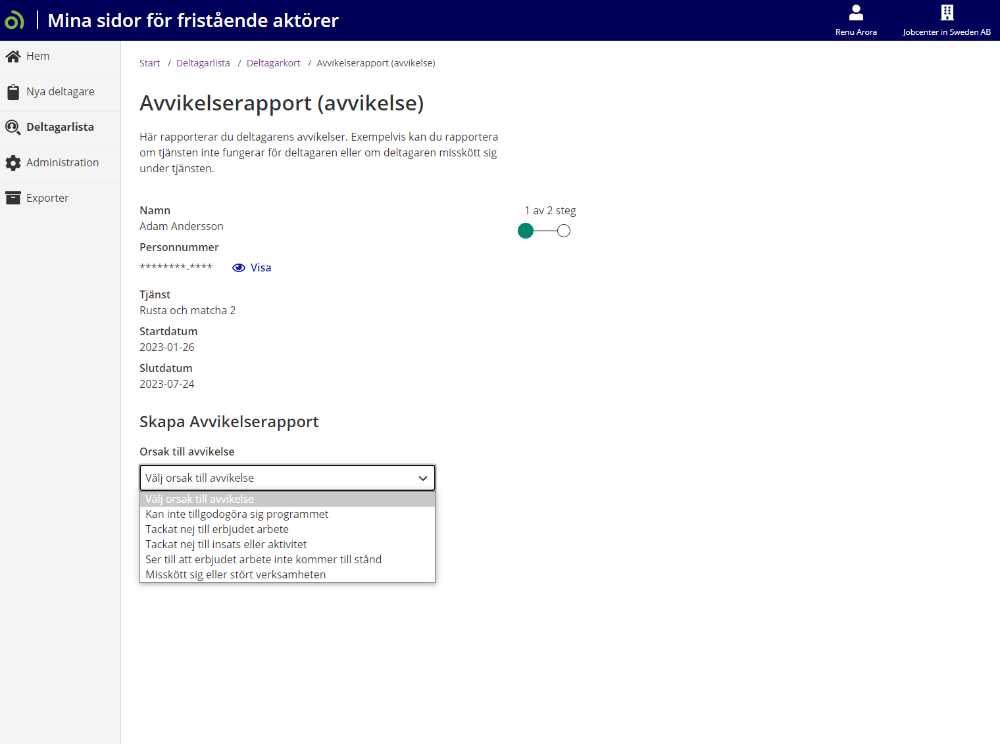 Mina sidor för fristående aktörer
Renu Arora
Jobcenter in Sweden AB
Hem
Nya deltagare
Deltagarlista
Administration
Exporter
Start / Deltagarlista / Deltagarkort / Avvikelserapport (avvikelse)
Avvikelserapport (avvikelse)
Här rapporterar du deltagarens avvikelser. Exempelvis kan du rapportera
om tjänsten inte fungerar för deltagaren eller om deltagaren misskött sig
under tjänsten.
Namn
Adam Andersson
1 av 2 steg
Personnummer
********-**** Visa
Tjänst
Rusta och matcha 2
Startdatum
2023-01-26
Slutdatum
2023-07-24
Skapa Avvikelserapport
Orsak till avvikelse
Välj orsak till avvikelse
Välj orsak till avvikelse
Kan inte tillgodogöra sig programmet
Tackat nej till erbjudet arbete
Tackat nej till insats eller aktivitet
Ser till att erbjudet arbete inte kommer till stånd
Misskött sig eller stört verksamheten